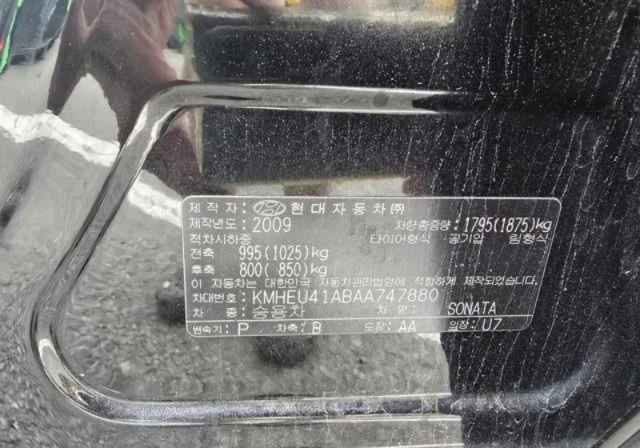 제 작 자: 현대자동차㈜
제작년도: 2009 차량총중량: 1795(1875)kg
적차시하중 타이어형식 공기압 림형식
전축 995(1025)kg
후축 800( 850)kg
이 자동차는 대한민국 자동차관리법령에 적합하게 제작되었습니다.
차대번호: KMHEU41ABAA747880
차 종: 승용차 차 명: SONATA
변속기: P 차축: B 도장: AA 의장: U7